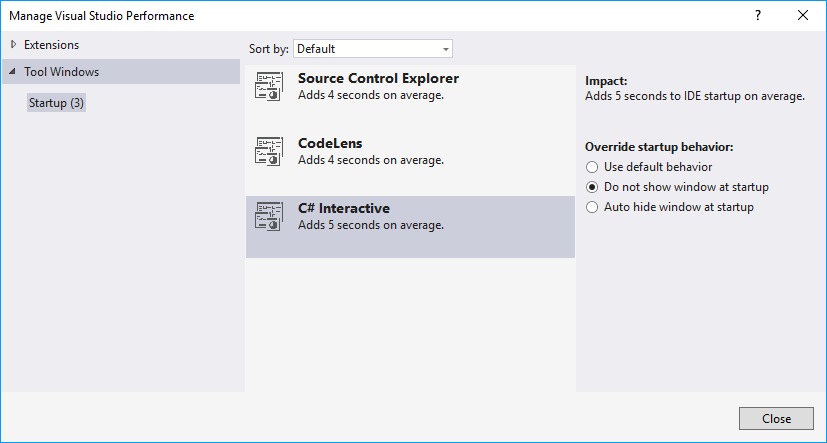 Manage Visual Studio Performance
?
Extensions
Sort by: Default
Tool Windows
Startup (3)
Source Control Explorer
Adds 4 seconds on average.
CodeLens
Adds 4 seconds on average.
C# Interactive
Adds 5 seconds on average.
Impact:
Adds 5 seconds to IDE startup on average.
Override startup behavior:
Use default behavior
Do not show window at startup
Auto hide window at startup
Close